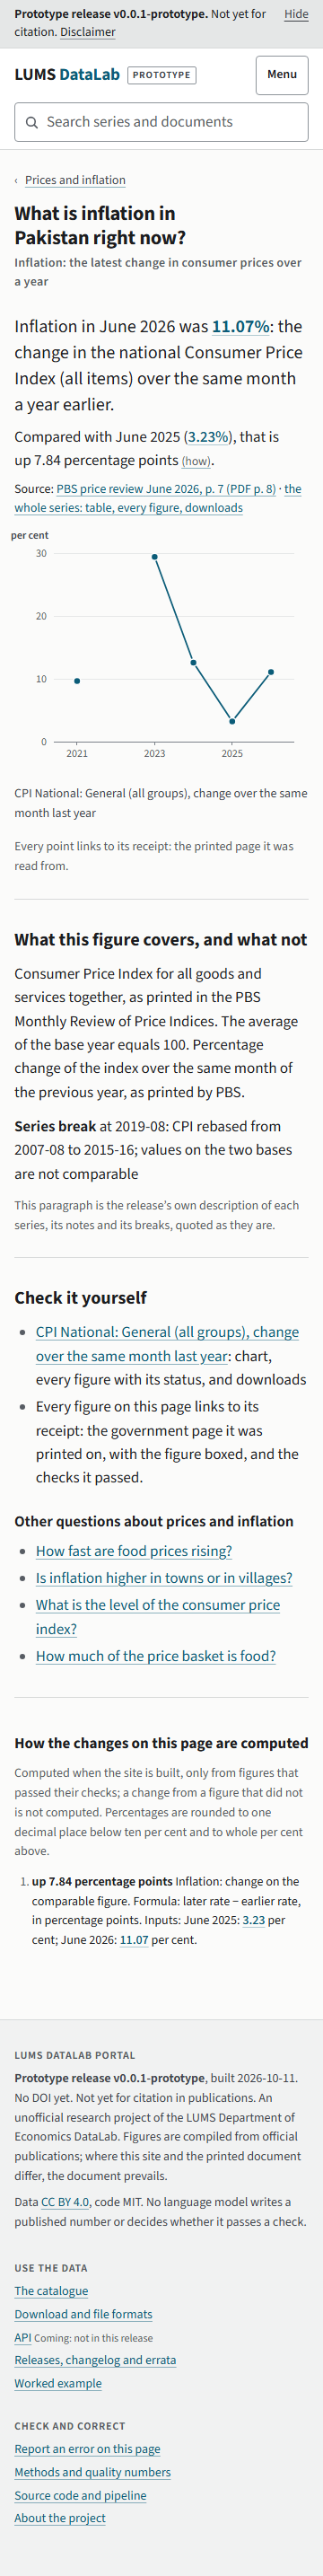 Prototype release v0.0.1-prototype. Not yet for
citation. Disclaimer
Hide
LUMS DataLab PROTOTYPE
Menu
Search series and documents
‹ Prices and inflation
What is inflation in
Pakistan right now?
Inflation: the latest change in consumer prices over
a year
Inflation in June 2026 was 11.07%: the
change in the national Consumer Price
Index (all items) over the same month
a year earlier.
Compared with June 2025 (3.23%), that is
up 7.84 percentage points (how).
Source: PBS price review June 2026, p. 7 (PDF p. 8) · the
whole series: table, every figure, downloads
per cent
30
20
10
0
2021
2023
2025
CPI National: General (all groups), change over the same
month last year
Every point links to its receipt: the printed page it was
read from.
What this figure covers, and what not
Consumer Price Index for all goods and
services together, as printed in the PBS
Monthly Review of Price Indices. The average
of the base year equals 100. Percentage
change of the index over the same month of
the previous year, as printed by PBS.
Series break at 2019-08: CPI rebased from
2007-08 to 2015-16; values on the two bases
are not comparable
This paragraph is the release's own description of each
series, its notes and its breaks, quoted as they are.
Check it yourself
• CPI National: General (all groups), change
over the same month last year: chart,
every figure with its status, and downloads
• Every figure on this page links to its
receipt: the government page it was
printed on, with the figure boxed, and the
checks it passed.
Other questions about prices and inflation
• How fast are food prices rising?
• Is inflation higher in towns or in villages?
• What is the level of the consumer price
index?
• How much of the price basket is food?
How the changes on this page are computed
Computed when the site is built, only from figures that
passed their checks; a change from a figure that did not
is not computed. Percentages are rounded to one
decimal place below ten per cent and to whole per cent
above.
1. up 7.84 percentage points Inflation: change on the
comparable figure. Formula: later rate − earlier rate,
in percentage points. Inputs: June 2025: 3.23 per
cent; June 2026: 11.07 per cent.
LUMS DATALAB PORTAL
Prototype release v0.0.1-prototype, built 2026-10-11.
No DOI yet. Not yet for citation in publications. An
unofficial research project of the LUMS Department of
Economics DataLab. Figures are compiled from official
publications; where this site and the printed document
differ, the document prevails.
Data CC BY 4.0, code MIT. No language model writes a
published number or decides whether it passes a check.
USE THE DATA
The catalogue
Download and file formats
API Coming: not in this release
Releases, changelog and errata
Worked example
CHECK AND CORRECT
Report an error on this page
Methods and quality numbers
Source code and pipeline
About the project